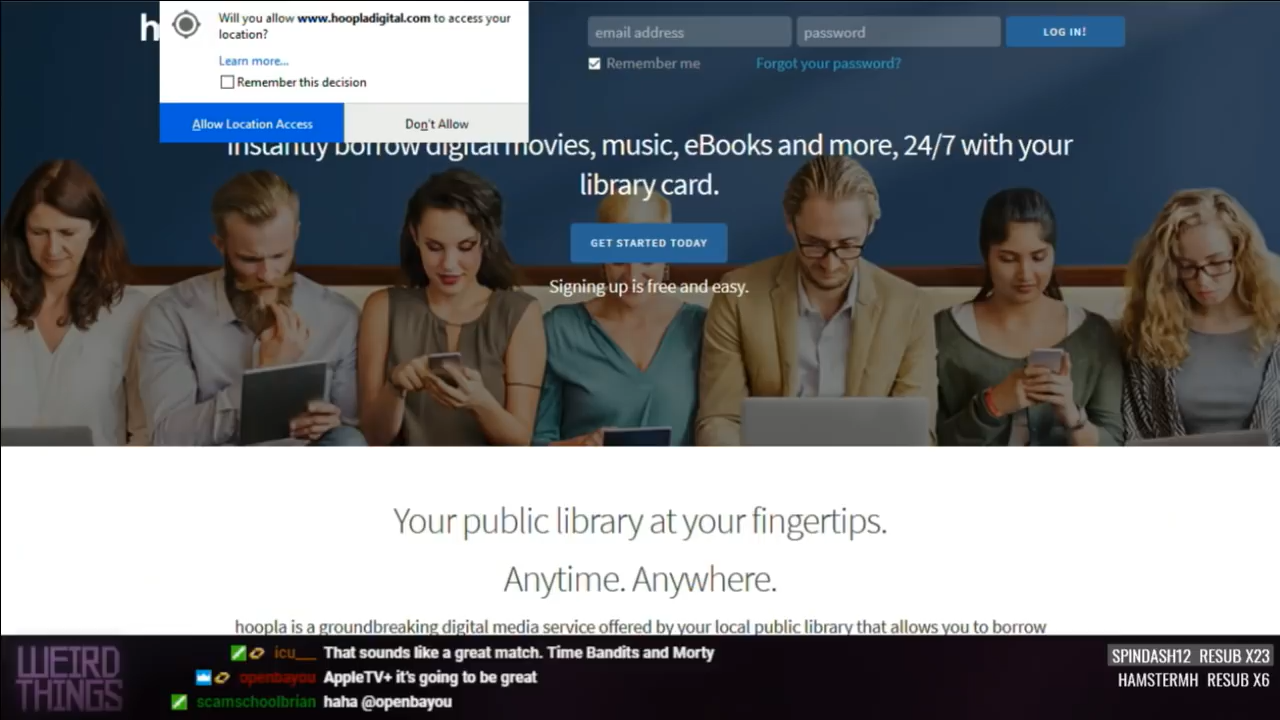 Will you allow www.hoopladigital.com to access your
location?
Learn more...
Remember this decision
Allow Location Access
Don't Allow
h
email address
password
LOG IN!
Remember me
Forgot your password?
Instantly borrow digital movies, music, eBooks and more, 24/7 with your
library card.
GET STARTED TODAY
Signing up is free and easy.
Your public library at your fingertips.
Anytime. Anywhere.
hoopla is a groundbreaking digital media service offered by your local public library that allows you to borrow
WEIRD
THINGS
icu___ That sounds like a great match. Time Bandits and Morty
openbayou AppleTV+ it's going to be great
scamschoolbrian haha @openbayou
SPINDASH12 RESUB X23
HAMSTERMH RESUB X6